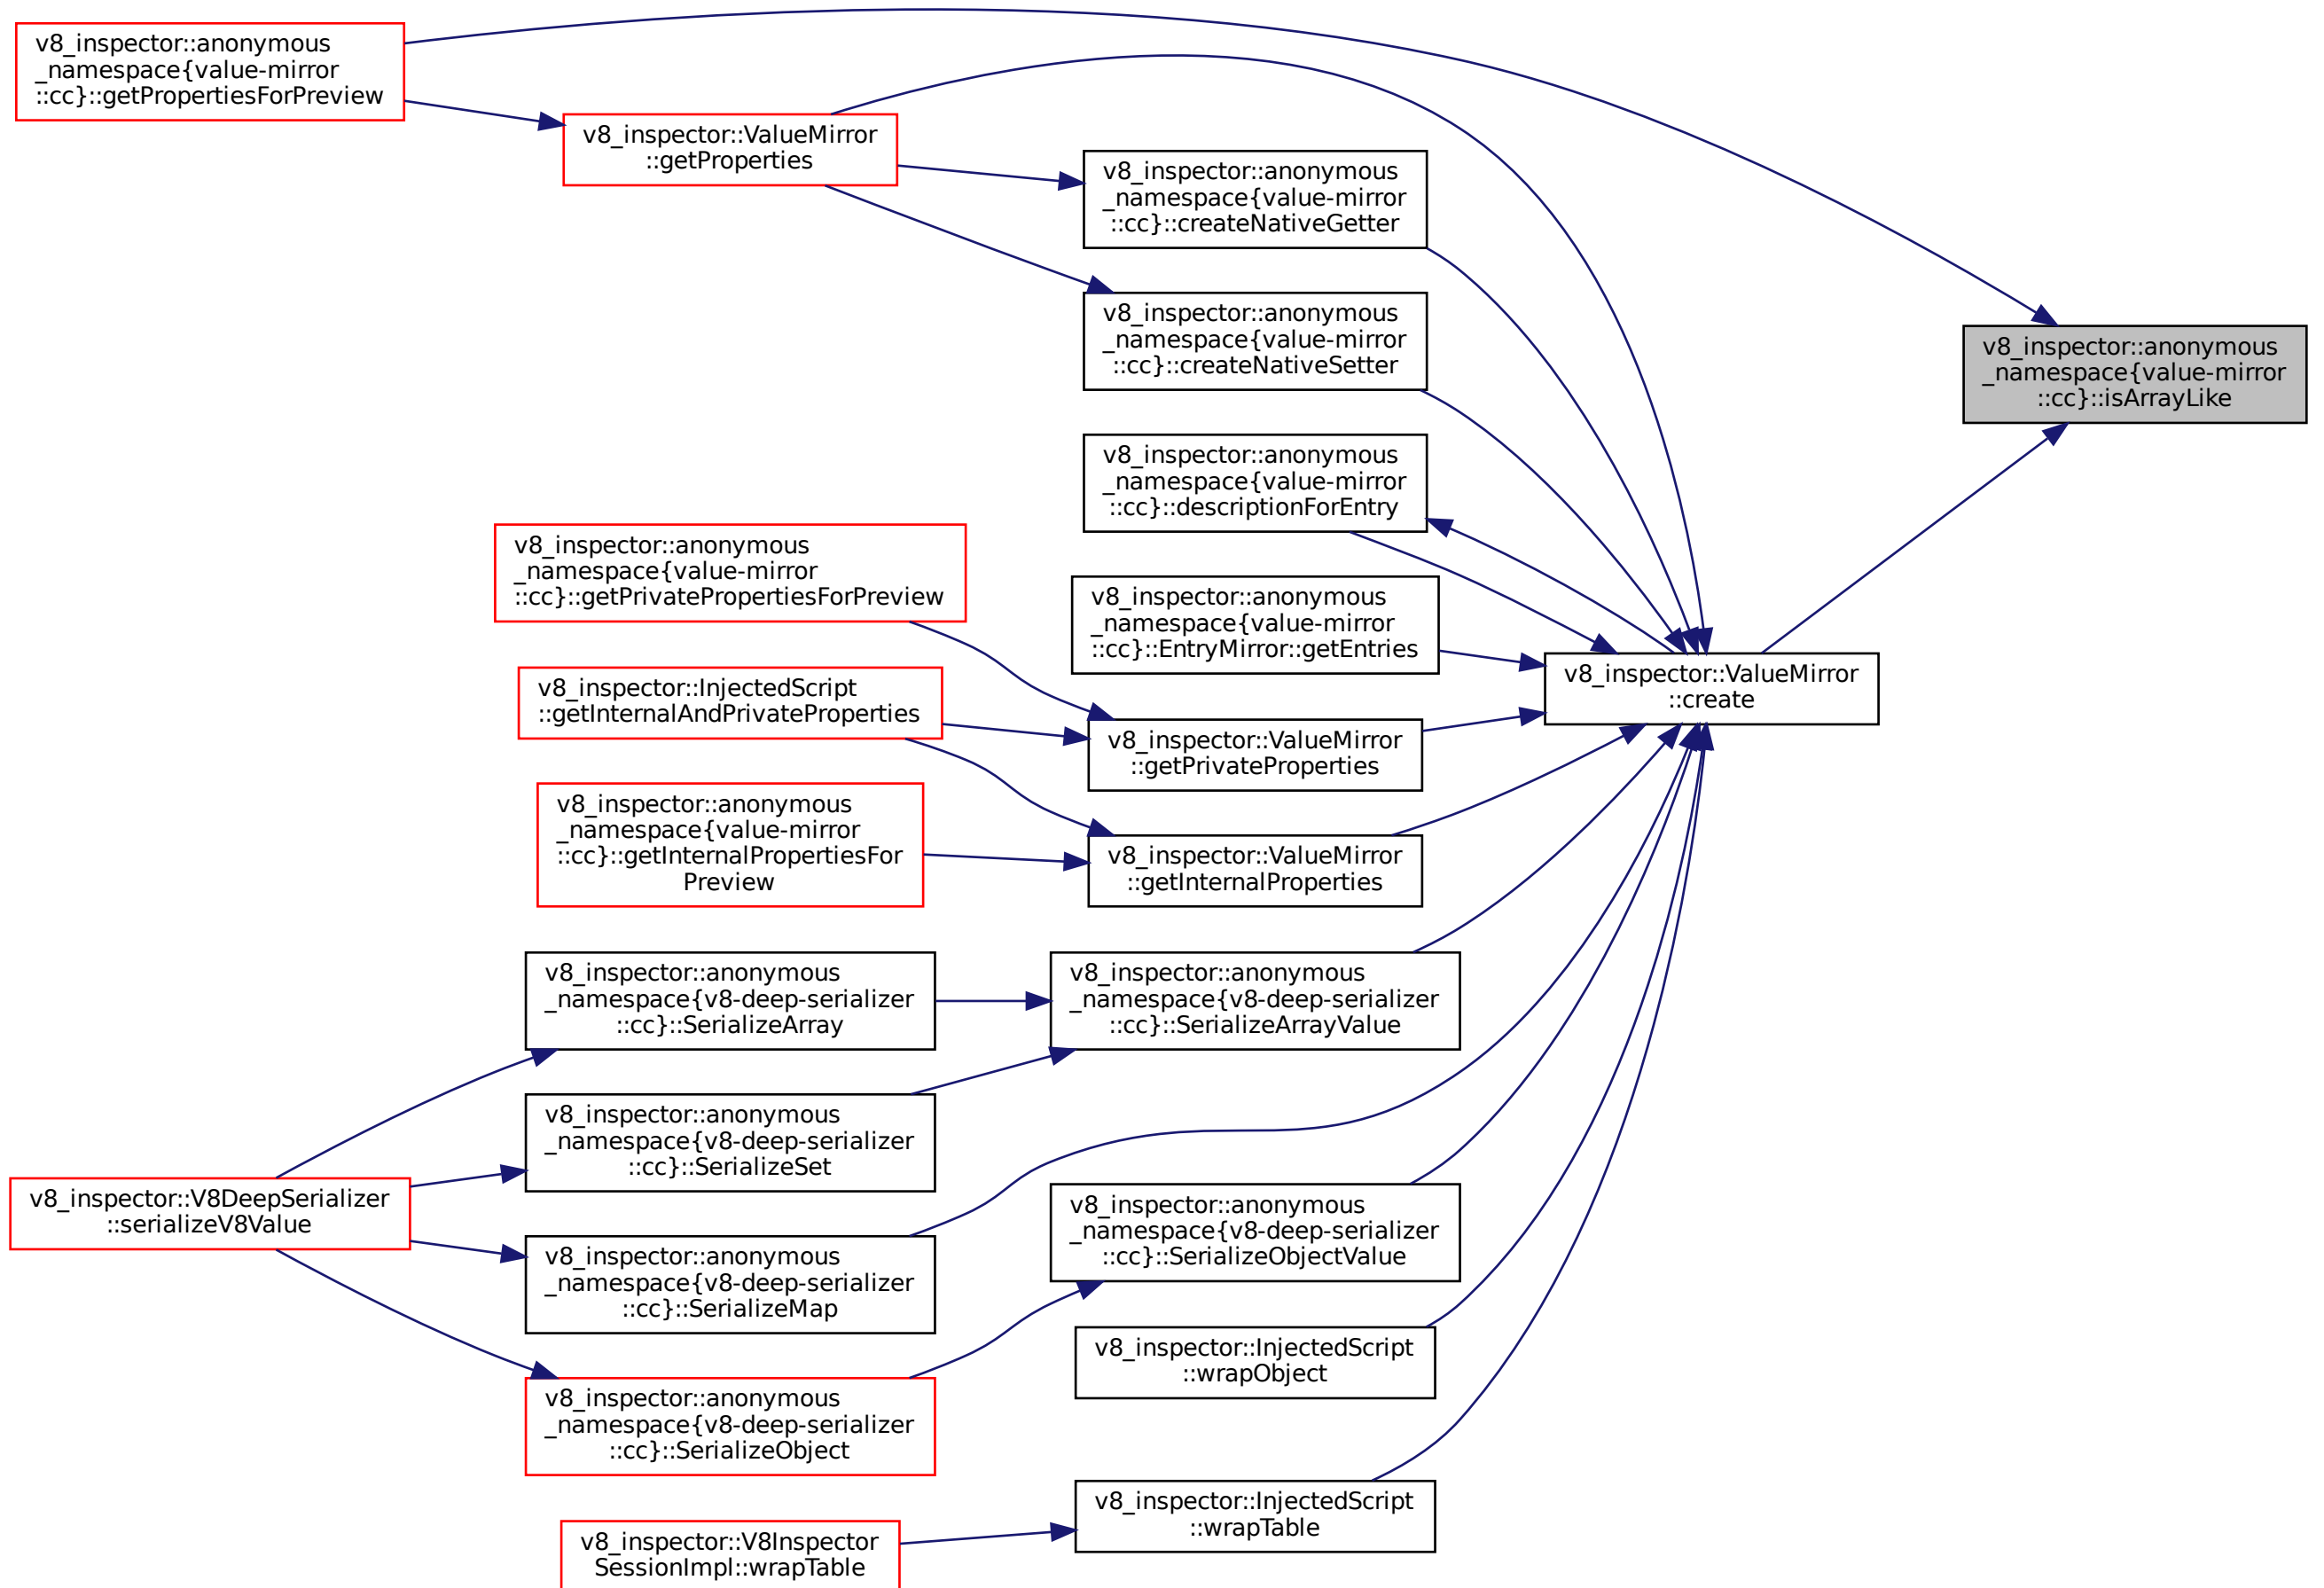 v8_inspector::anonymous
_namespace{value-mirror
::cc}::getPropertiesForPreview
v8_inspector::ValueMirror
::getProperties
v8_inspector::anonymous
_namespace{value-mirror
::cc}::createNativeGetter
v8_inspector::anonymous
_namespace{value-mirror
::cc}::createNativeSetter
v8_inspector::anonymous
_namespace{value-mirror
::cc}::isArrayLike
v8_inspector::anonymous
_namespace{value-mirror
::cc}::descriptionForEntry
v8_inspector::anonymous
_namespace{value-mirror
::cc}::getPrivatePropertiesForPreview
v8_inspector::anonymous
_namespace{value-mirror
::cc}::EntryMirror::getEntries
v8_inspector::ValueMirror
::create
v8_inspector::InjectedScript
::getInternalAndPrivateProperties
v8_inspector::ValueMirror
::getPrivateProperties
v8_inspector::anonymous
_namespace{value-mirror
::cc}::getInternalPropertiesFor
Preview
v8_inspector::ValueMirror
::getInternalProperties
v8_inspector::anonymous
_namespace{v8-deep-serializer
::cc}::SerializeArray
v8_inspector::anonymous
_namespace{v8-deep-serializer
::cc}::SerializeArrayValue
v8_inspector::anonymous
_namespace{v8-deep-serializer
::cc}::SerializeSet
v8_inspector::V8DeepSerializer
::serializeV8Value
v8_inspector::anonymous
_namespace{v8-deep-serializer
::cc}::SerializeObjectValue
v8_inspector::anonymous
_namespace{v8-deep-serializer
::cc}::SerializeMap
v8_inspector::InjectedScript
::wrapObject
v8_inspector::anonymous
_namespace{v8-deep-serializer
::cc}::SerializeObject
v8_inspector::InjectedScript
::wrapTable
v8_inspector::V8Inspector
SessionImpl::wrapTable